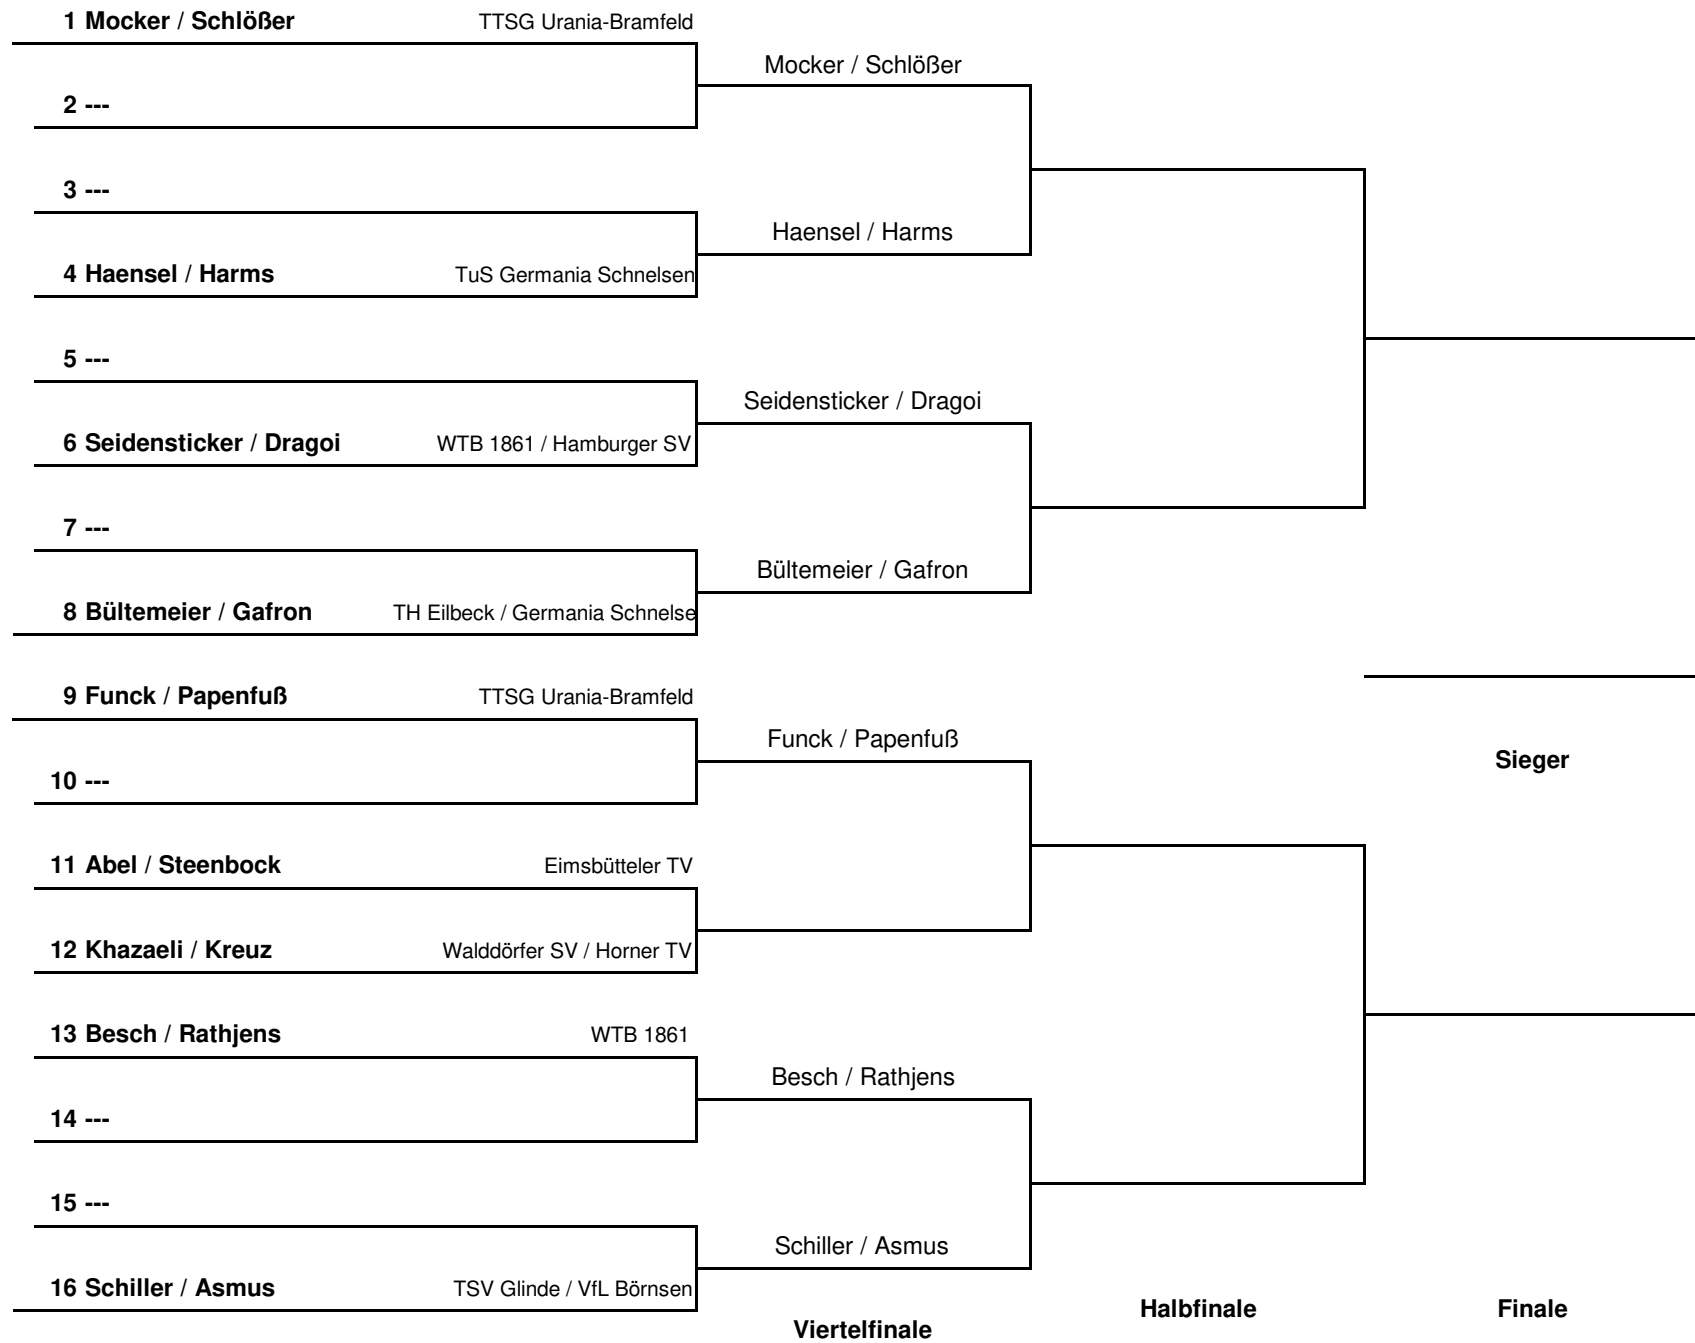 1 Mocker / Schlößer TTSG Urania-Bramfeld
Mocker / Schlößer
2 ---
3 ---
Haensel / Harms
4 Haensel / Harms TuS Germania Schnelsen
5 ---
Seidensticker / Dragoi
6 Seidensticker / Dragoi WTB 1861 / Hamburger SV
7 ---
Bültemeier / Gafron
8 Bültemeier / Gafron TH Eilbeck / Germania Schnelse
9 Funck / Papenfuß TTSG Urania-Bramfeld
Funck / Papenfuß
Sieger
10 ---
11 Abel / Steenbock Eimsbütteler TV
12 Khazaeli / Kreuz Walddörfer SV / Horner TV
13 Besch / Rathjens WTB 1861
Besch / Rathjens
14 ---
15 ---
Schiller / Asmus
16 Schiller / Asmus TSV Glinde / VfL Börnsen
Halbfinale Finale
Viertelfinale